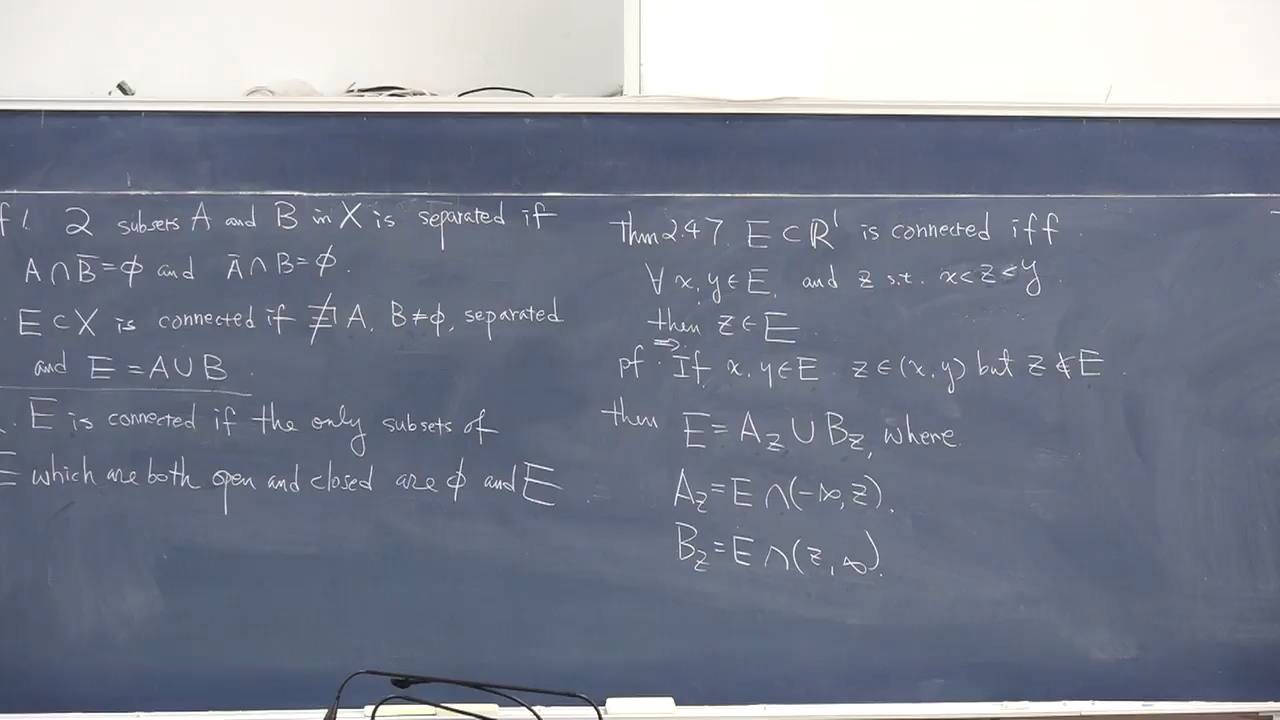 f 1. 2 subsets A and B in X is separated if
A ∩ B̄ = ϕ and Ā ∩ B = ϕ.
E ⊂ X is connected if ∄ A, B ≠ ϕ, separated
and E = A ∪ B.
. E is connected if the only subsets of
E which are both open and closed are ϕ and E.
thm 2.47. E ⊂ R¹ is connected iff.
∀ x, y ∈ E, and z s.t. x < z < y.
then z ∈ E.
pf: ⇒ If x, y ∈ E z ∈ (x, y) but z ∉ E.
then E = A_z ∪ B_z, where.
A_z = E ∩ (-∞, z).
B_z = E ∩ (z, ∞).